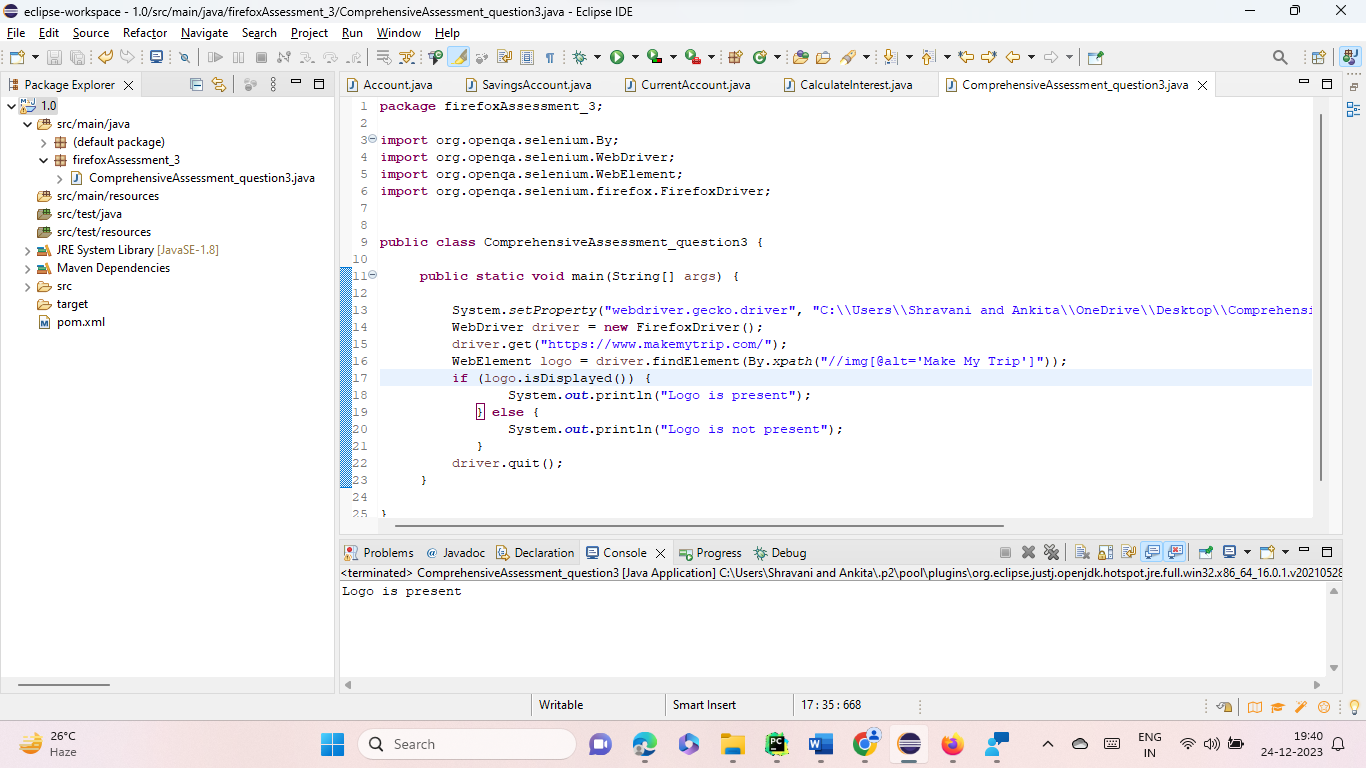 eclipse-workspace - 1.0/src/main/java/firefoxAssessment_3/ComprehensiveAssessment_question3.java - Eclipse IDE
File Edit Source Refactor Navigate Search Project Run Window Help
Package Explorer
1.0
src/main/java
(default package)
firefoxAssessment_3
ComprehensiveAssessment_question3.java
src/main/resources
src/test/java
src/test/resources
JRE System Library [JavaSE-1.8]
Maven Dependencies
src
target
pom.xml
Account.java SavingsAccount.java CurrentAccount.java CalculateInterest.java ComprehensiveAssessment_question3.java
1 package firefoxAssessment_3;
2
3 import org.openqa.selenium.By;
4 import org.openqa.selenium.WebDriver;
5 import org.openqa.selenium.WebElement;
6 import org.openqa.selenium.firefox.FirefoxDriver;
7
8
9 public class ComprehensiveAssessment_question3 {
10
11 public static void main(String[] args) {
12
13 System.setProperty("webdriver.gecko.driver", "C:\\Users\\Shravani and Ankita\\OneDrive\\Desktop\\Comprehensi
14 WebDriver driver = new FirefoxDriver();
15 driver.get("https://www.makemytrip.com/");
16 WebElement logo = driver.findElement(By.xpath("//img[@alt='Make My Trip']"));
17 if (logo.isDisplayed()) {
18 System.out.println("Logo is present");
19 } else {
20 System.out.println("Logo is not present");
21 }
22 driver.quit();
23 }
24
25 }
Problems Javadoc Declaration Console Progress Debug
<terminated> ComprehensiveAssessment_question3 [Java Application] C:\Users\Shravani and Ankita\.p2\pool\plugins\org.eclipse.justj.openjdk.hotspot.jre.full.win32.x86_64_16.0.1.v20210528
Logo is present
Writable Smart Insert 17 : 35 : 668
26°C
Haze
Search
ENG
IN
19:40
24-12-2023